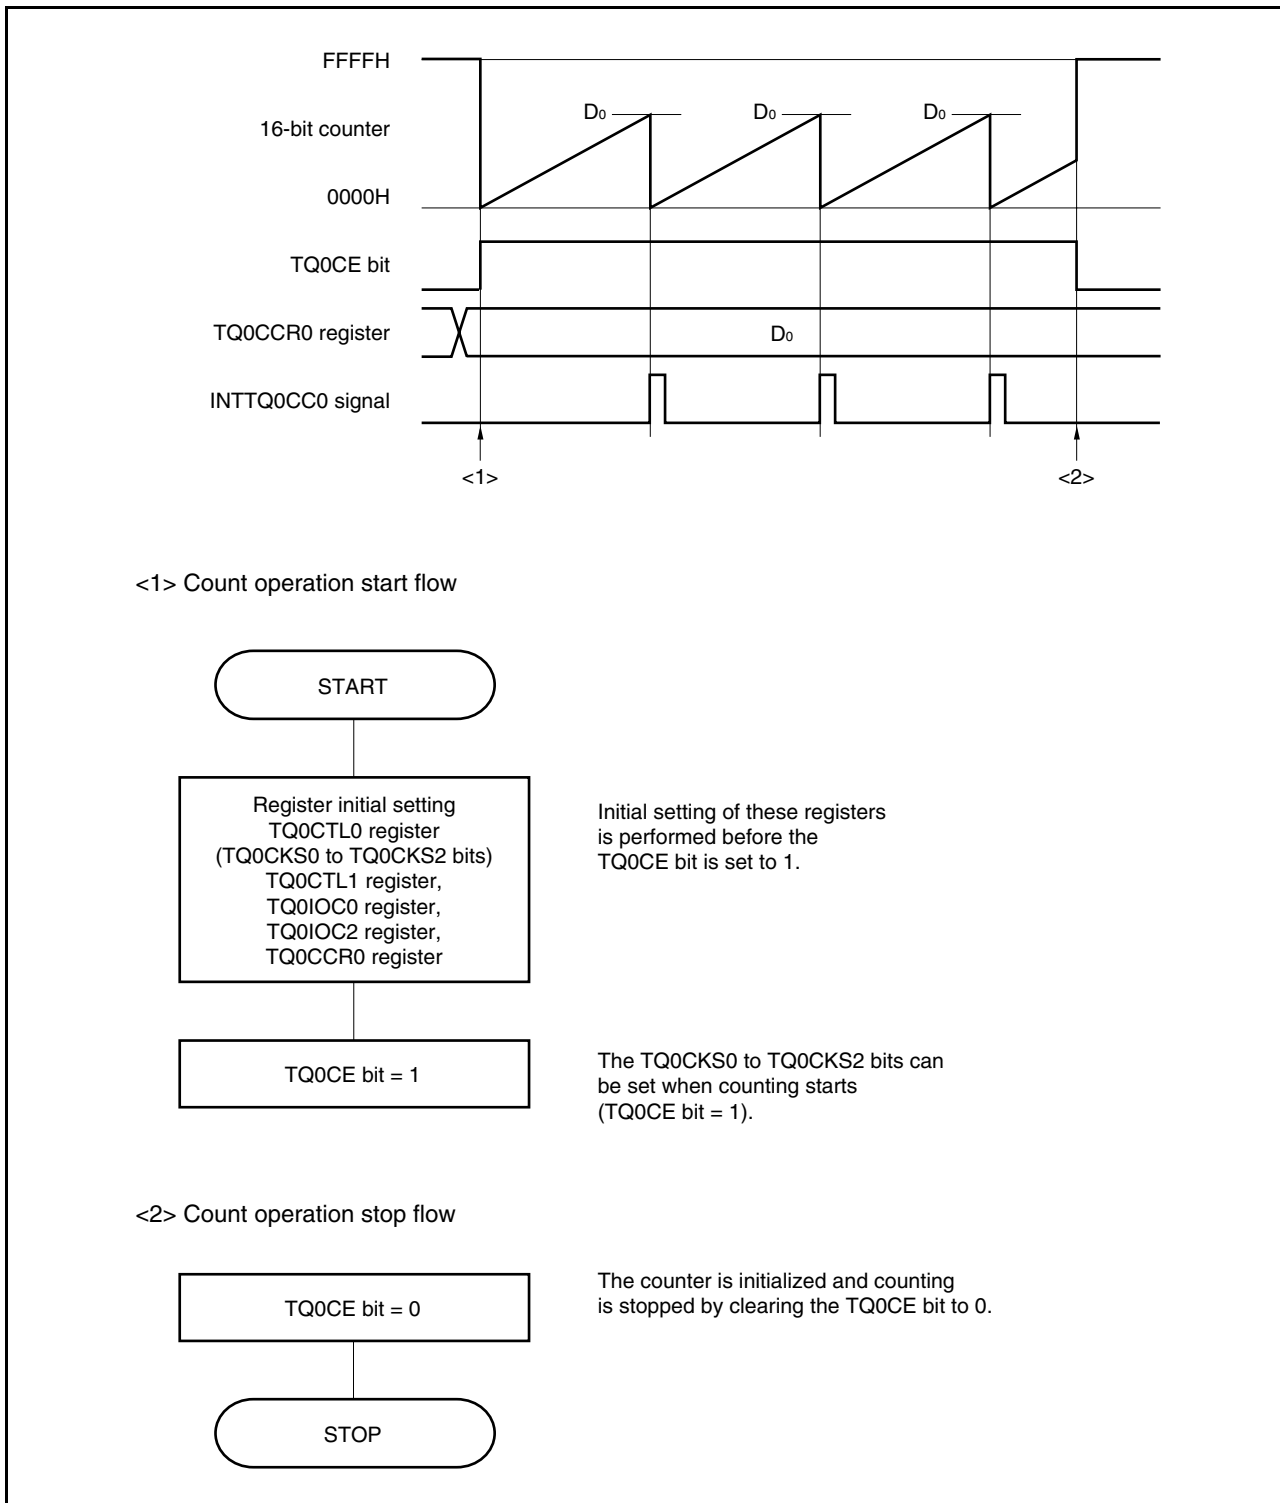 FFFFH
D0 D0 D0
16-bit counter
0000H
TQ0CE bit
TQ0CCR0 register D0
INTTQ0CC0 signal
<1> <2>
<1> Count operation start flow
START
Register initial setting
TQ0CTL0 register
(TQ0CKS0 to TQ0CKS2 bits)
TQ0CTL1 register,
TQ0IOC0 register,
TQ0IOC2 register,
TQ0CCR0 register
Initial setting of these registers
is performed before the
TQ0CE bit is set to 1.
TQ0CE bit = 1
The TQ0CKS0 to TQ0CKS2 bits can
be set when counting starts
(TQ0CE bit = 1).
<2> Count operation stop flow
TQ0CE bit = 0
The counter is initialized and counting
is stopped by clearing the TQ0CE bit to 0.
STOP